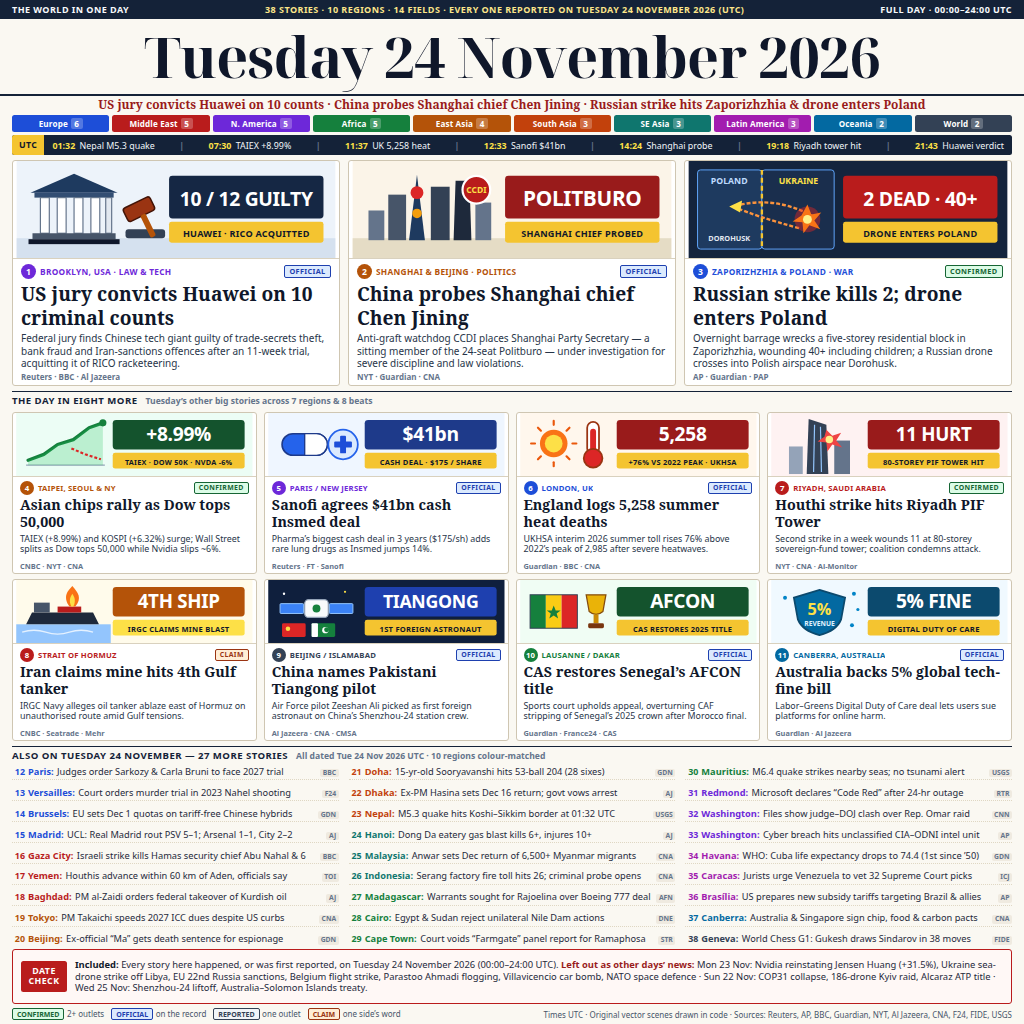 THE WORLD IN ONE DAY
38 STORIES · 10 REGIONS · 14 FIELDS · EVERY ONE REPORTED ON TUESDAY 24 NOVEMBER 2026 (UTC)
FULL DAY · 00:00–24:00 UTC
Tuesday 24 November 2026
US jury convicts Huawei on 10 counts · China probes Shanghai chief Chen Jining · Russian strike hits Zaporizhzhia & drone enters Poland
Europe 6
Middle East 5
N. America 5
Africa 5
East Asia 4
South Asia 3
SE Asia 3
Latin America 3
Oceania 2
World 2
UTC
01:32 Nepal M5.3 quake | 07:30 TAIEX +8.99% | 11:37 UK 5,258 heat | 12:33 Sanofi $41bn | 14:24 Shanghai probe | 19:18 Riyadh tower hit | 21:43 Huawei verdict
10 / 12 GUILTY
HUAWEI · RICO ACQUITTED
1 BROOKLYN, USA · LAW & TECH
OFFICIAL
US jury convicts Huawei on 10
criminal counts
Federal jury finds Chinese tech giant guilty of trade-secrets theft,
bank fraud and Iran-sanctions offences after an 11-week trial,
acquitting it of RICO racketeering.
Reuters · BBC · Al Jazeera
CCDI
POLITBURO
SHANGHAI CHIEF PROBED
2 SHANGHAI & BEIJING · POLITICS
OFFICIAL
China probes Shanghai chief
Chen Jining
Anti-graft watchdog CCDI places Shanghai Party Secretary — a
sitting member of the 24-seat Politburo — under investigation for
severe discipline and law violations.
NYT · Guardian · CNA
POLAND
UKRAINE
DOROHUSK
2 DEAD · 40+
DRONE ENTERS POLAND
3 ZAPORIZHZHIA & POLAND · WAR
CONFIRMED
Russian strike kills 2; drone
enters Poland
Overnight barrage wrecks a five-storey residential block in
Zaporizhzhia, wounding 40+ including children; a Russian drone
crosses into Polish airspace near Dorohusk.
AP · Guardian · PAP
THE DAY IN EIGHT MORE Tuesday's other big stories across 7 regions & 8 beats
+8.99%
TAIEX · DOW 50K · NVDA -6%
4 TAIPEI, SEOUL & NY
CONFIRMED
Asian chips rally as Dow tops
50,000
TAIEX (+8.99%) and KOSPI (+6.32%) surge; Wall Street
splits as Dow tops 50,000 while Nvidia slips ~6%.
CNBC · NYT · CNA
$41bn
CASH DEAL · $175 / SHARE
5 PARIS / NEW JERSEY
OFFICIAL
Sanofi agrees $41bn cash
Insmed deal
Pharma's biggest cash deal in 3 years ($175/sh) adds
rare lung drugs as Insmed jumps 14%.
Reuters · FT · Sanofi
5,258
+76% VS 2022 PEAK · UKHSA
6 LONDON, UK
OFFICIAL
England logs 5,258 summer
heat deaths
UKHSA interim 2026 summer toll rises 76% above
2022's peak of 2,985 after severe heatwaves.
Guardian · BBC · CNA
11 HURT
80-STOREY PIF TOWER HIT
7 RIYADH, SAUDI ARABIA
CONFIRMED
Houthi strike hits Riyadh PIF
Tower
Second strike in a week wounds 11 at 80-storey
sovereign-fund tower; coalition condemns attack.
NYT · CNA · Al-Monitor
4TH SHIP
IRGC CLAIMS MINE BLAST
8 STRAIT OF HORMUZ
CLAIM
Iran claims mine hits 4th Gulf
tanker
IRGC Navy alleges oil tanker ablaze east of Hormuz on
unauthorised route amid Gulf tensions.
CNBC · Seatrade · Mehr
TIANGONG
1ST FOREIGN ASTRONAUT
9 BEIJING / ISLAMABAD
OFFICIAL
China names Pakistani
Tiangong pilot
Air Force pilot Zeeshan Ali picked as first foreign
astronaut on China's Shenzhou-24 station crew.
Al Jazeera · CNA · CMSA
AFCON
CAS RESTORES 2025 TITLE
10 LAUSANNE / DAKAR
OFFICIAL
CAS restores Senegal's AFCON
title
Sports court upholds appeal, overturning CAF
stripping of Senegal's 2025 crown after Morocco final.
Guardian · France24 · CAS
5%
REVENUE
5% FINE
DIGITAL DUTY OF CARE
11 CANBERRA, AUSTRALIA
OFFICIAL
Australia backs 5% global tech-
fine bill
Labor–Greens Digital Duty of Care deal lets users sue
platforms for online harm.
Guardian · Al Jazeera
ALSO ON TUESDAY 24 NOVEMBER — 27 MORE STORIES All dated Tue 24 Nov 2026 UTC · 10 regions colour-matched
12 Paris: Judges order Sarkozy & Carla Bruni to face 2027 trial BBC
13 Versailles: Court orders murder trial in 2023 Nahel shooting F24
14 Brussels: EU sets Dec 1 quotas on tariff-free Chinese hybrids GDN
15 Madrid: UCL: Real Madrid rout PSV 5–1; Arsenal 1–1, City 2–2 AJ
16 Gaza City: Israeli strike kills Hamas security chief Abu Nahal & 6 BBC
17 Yemen: Houthis advance within 60 km of Aden, officials say TOI
18 Baghdad: PM al-Zaidi orders federal takeover of Kurdish oil AJ
19 Tokyo: PM Takaichi speeds 2027 ICC dues despite US curbs CNA
20 Beijing: Ex-official "Ma" gets death sentence for espionage GDN
21 Doha: 15-yr-old Sooryavanshi hits 53-ball 204 (28 sixes) GDN
22 Dhaka: Ex-PM Hasina sets Dec 16 return; govt vows arrest AJ
23 Nepal: M5.3 quake hits Koshi–Sikkim border at 01:32 UTC USGS
24 Hanoi: Dong Da eatery gas blast kills 6+, injures 10+ AJ
25 Malaysia: Anwar sets Dec return of 6,500+ Myanmar migrants CNA
26 Indonesia: Serang factory fire toll hits 26; criminal probe opens CNA
27 Madagascar: Warrants sought for Rajoelina over Boeing 777 deal AFN
28 Cairo: Egypt & Sudan reject unilateral Nile Dam actions DNE
29 Cape Town: Court voids "Farmgate" panel report for Ramaphosa STR
30 Mauritius: M6.4 quake strikes nearby seas; no tsunami alert USGS
31 Redmond: Microsoft declares "Code Red" after 24-hr outage RTR
32 Washington: Files show judge–DOJ clash over Rep. Omar raid CNN
33 Washington: Cyber breach hits unclassified CIA–ODNI intel unit AP
34 Havana: WHO: Cuba life expectancy drops to 74.4 (1st since '50) GDN
35 Caracas: Jurists urge Venezuela to vet 32 Supreme Court picks ICJ
36 Brasília: US prepares new subsidy tariffs targeting Brazil & allies AP
37 Canberra: Australia & Singapore sign chip, food & carbon pacts CNA
38 Geneva: World Chess G1: Gukesh draws Sindarov in 38 moves FIDE
DATE
CHECK
Included: Every story here happened, or was first reported, on Tuesday 24 November 2026 (00:00–24:00 UTC). Left out as other days' news: Mon 23 Nov: Nvidia reinstating Jensen Huang (+31.5%), Ukraine sea-
drone strike off Libya, EU 22nd Russia sanctions, Belgium flight strike, Parastoo Ahmadi flogging, Villavicencio car bomb, NATO space defence · Sun 22 Nov: COP31 collapse, 186-drone Kyiv raid, Alcaraz ATP title ·
Wed 25 Nov: Shenzhou-24 liftoff, Australia–Solomon Islands treaty.
CONFIRMED 2+ outlets OFFICIAL on the record REPORTED one outlet CLAIM one side's word
Times UTC · Original vector scenes drawn in code · Sources: Reuters, AP, BBC, Guardian, NYT, Al Jazeera, CNA, F24, FIDE, USGS